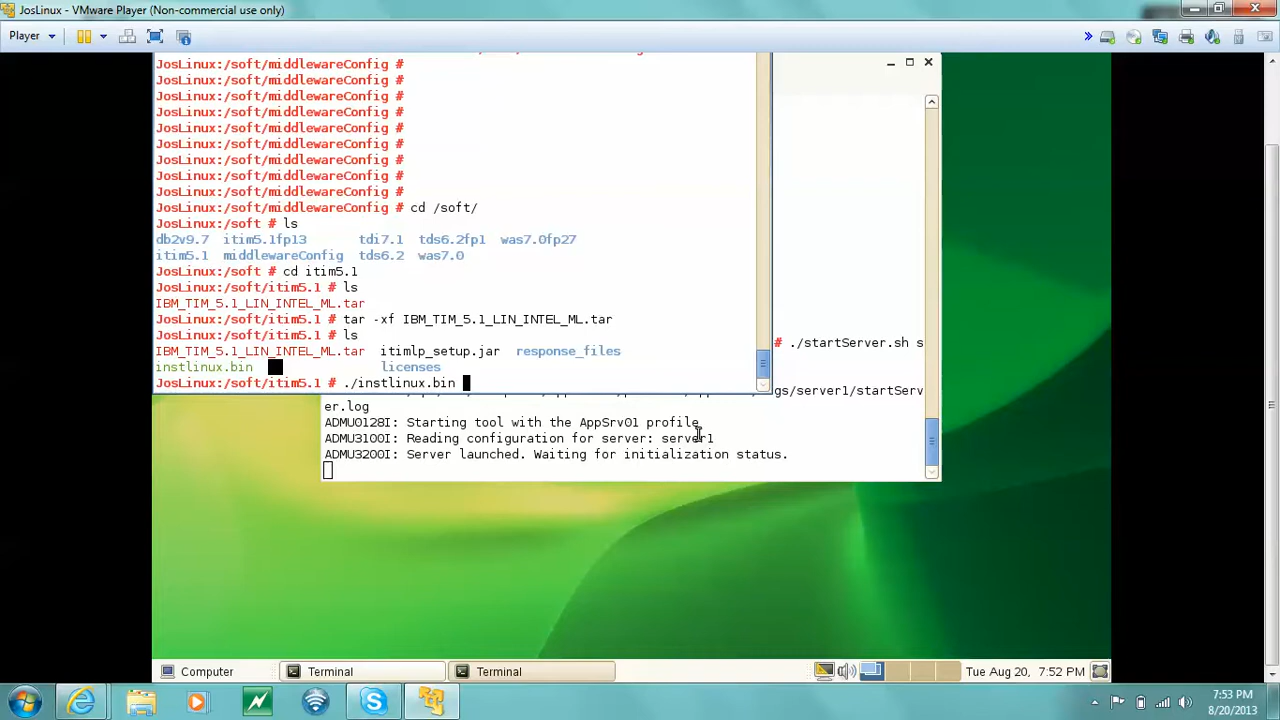 JosLinux - VMware Player (Non-commercial use only)
Player
JosLinux:/soft/middlewareConfig #
JosLinux:/soft/middlewareConfig #
JosLinux:/soft/middlewareConfig #
JosLinux:/soft/middlewareConfig #
JosLinux:/soft/middlewareConfig #
JosLinux:/soft/middlewareConfig #
JosLinux:/soft/middlewareConfig #
JosLinux:/soft/middlewareConfig #
JosLinux:/soft/middlewareConfig #
JosLinux:/soft/middlewareConfig # cd /soft/
JosLinux:/soft # ls
db2v9.7 itim5.1fp13 tdi7.1 tds6.2fp1 was7.0fp27
itim5.1 middlewareConfig tds6.2 was7.0
JosLinux:/soft # cd itim5.1
JosLinux:/soft/itim5.1 # ls
IBM_TIM_5.1_LIN_INTEL_ML.tar
JosLinux:/soft/itim5.1 # tar -xf IBM_TIM_5.1_LIN_INTEL_ML.tar
JosLinux:/soft/itim5.1 # ls
IBM_TIM_5.1_LIN_INTEL_ML.tar itimlp_setup.jar response_files
instlinux.bin licenses
JosLinux:/soft/itim5.1 # ./instlinux.bin
# ./startServer.sh s
gs/server1/startServ
er.log
ADMU0128I: Starting tool with the AppSrv01 profile
ADMU3100I: Reading configuration for server: server1
ADMU3200I: Server launched. Waiting for initialization status.
Computer
Terminal
Terminal
Tue Aug 20, 7:52 PM
7:53 PM
8/20/2013